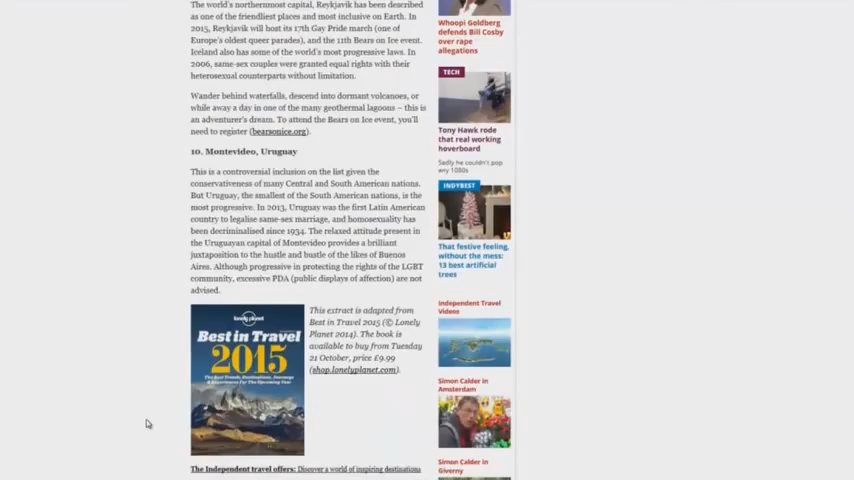 The world's northernmost capital, Reykjavik has been described
as one of the friendliest places and most inclusive on Earth. In
2015, Reykjavik will host its 17th Gay Pride march (one of
Europe's oldest queer parades), and the 11th Bears on Ice event.
Iceland also has some of the world's most progressive laws. In
2006, same-sex couples were granted equal rights with their
heterosexual counterparts without limitation.
Wander behind waterfalls, descend into dormant volcanoes, or
while away a day in one of the many geothermal lagoons – this is
an adventurer's dream. To attend the Bears on Ice event, you'll
need to register (bearsonice.org).
10. Montevideo, Uruguay
This is a controversial inclusion on the list given the
conservativeness of many Central and South American nations.
But Uruguay, the smallest of the South American nations, is the
most progressive. In 2013, Uruguay was the first Latin American
country to legalise same-sex marriage, and homosexuality has
been decriminalised since 1934. The relaxed attitude present in
the Uruguayan capital of Montevideo provides a brilliant
juxtaposition to the hustle and bustle of the likes of Buenos
Aires. Although progressive in protecting the rights of the LGBT
community, excessive PDA (public displays of affection) are not
advised.
lonely planet
Best in Travel
2015
The Best Trends, Destinations, Journeys
& Experiences For The Upcoming Year
This extract is adapted from
Best in Travel 2015 (© Lonely
Planet 2014). The book is
available to buy from Tuesday
21 October, price £9.99
(shop.lonelyplanet.com).
The Independent travel offers: Discover a world of inspiring destinations
Whoopi Goldberg
defends Bill Cosby
over rape
allegations
TECH
Tony Hawk rode
that real working
hoverboard
Sadly he couldn't pop
any 1080s
INDYBEST
That festive feeling,
without the mess:
13 best artificial
trees
Independent Travel
Videos
Simon Calder in
Amsterdam
Simon Calder in
Giverny